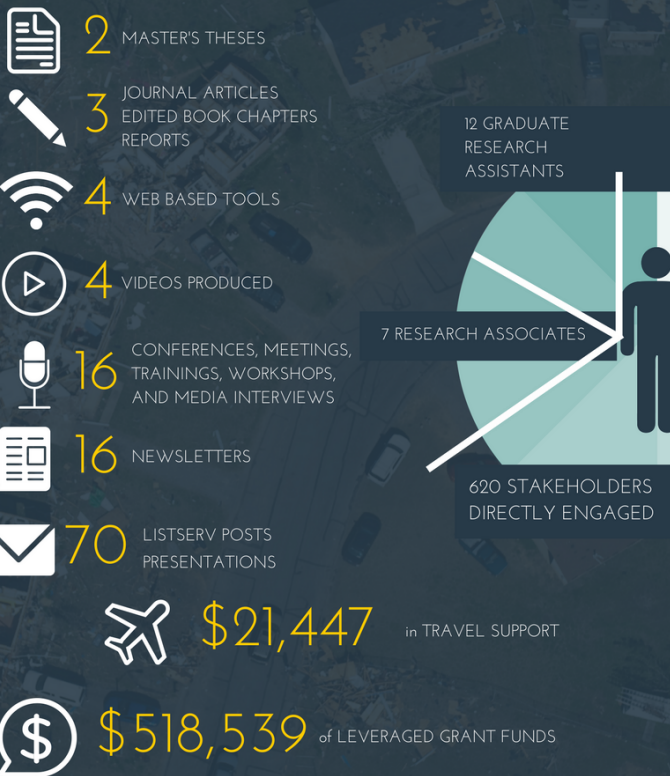 2 MASTER'S THESES
3 JOURNAL ARTICLES
EDITED BOOK CHAPTERS
REPORTS
4 WEB BASED TOOLS
4 VIDEOS PRODUCED
16 CONFERENCES, MEETINGS,
TRAININGS, WORKSHOPS,
AND MEDIA INTERVIEWS
16 NEWSLETTERS
70 LISTSERV POSTS
PRESENTATIONS
$21,447 in TRAVEL SUPPORT
$518,539 of LEVERAGED GRANT FUNDS
12 GRADUATE
RESEARCH
ASSISTANTS
7 RESEARCH ASSOCIATES
620 STAKEHOLDERS
DIRECTLY ENGAGED